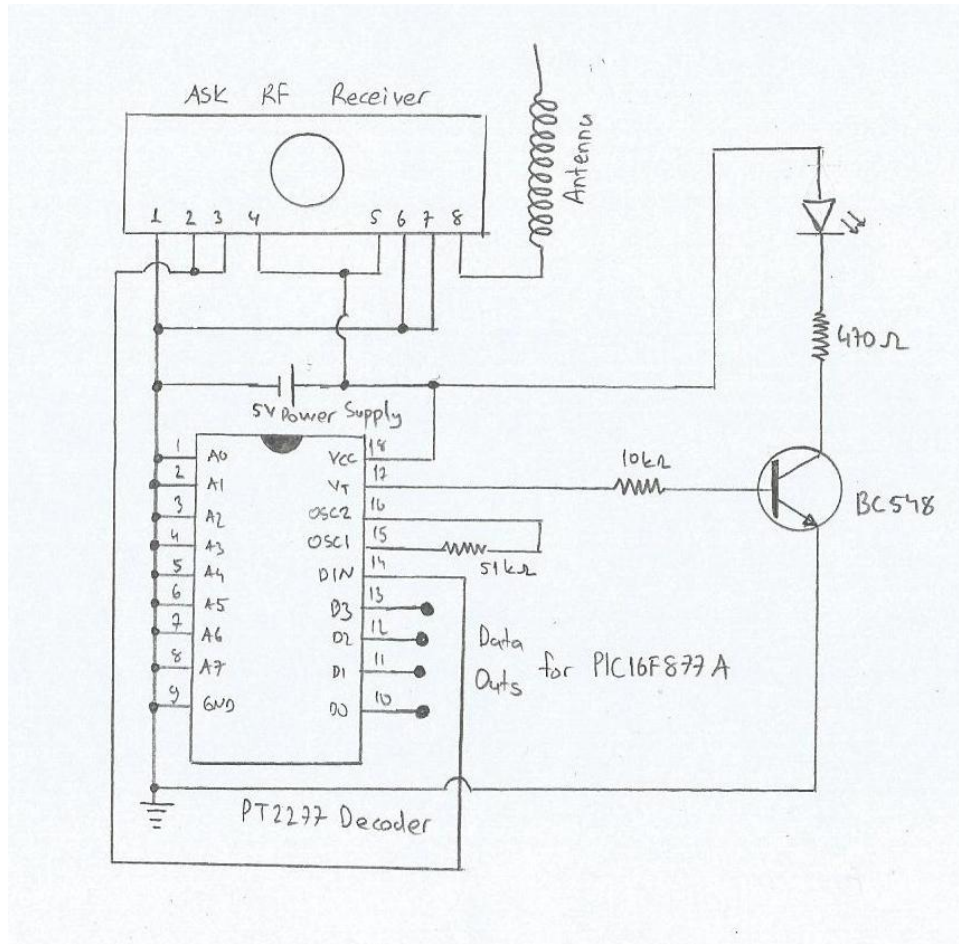 ASK RF Receiver
1 2 3 4 5 6 7 8
Antenna
470Ω
5V Power Supply
1 A0
2 A1
3 A2
4 A3
5 A4
6 A5
7 A6
8 A7
9 GND
VCC 18
VT 17
OSC2 16
OSC1 15
DIN 14
D3 13
D2 12
D1 11
D0 10
10kΩ
51kΩ
BC548
Data
Outs
for PIC16F877A
PT2277 Decoder